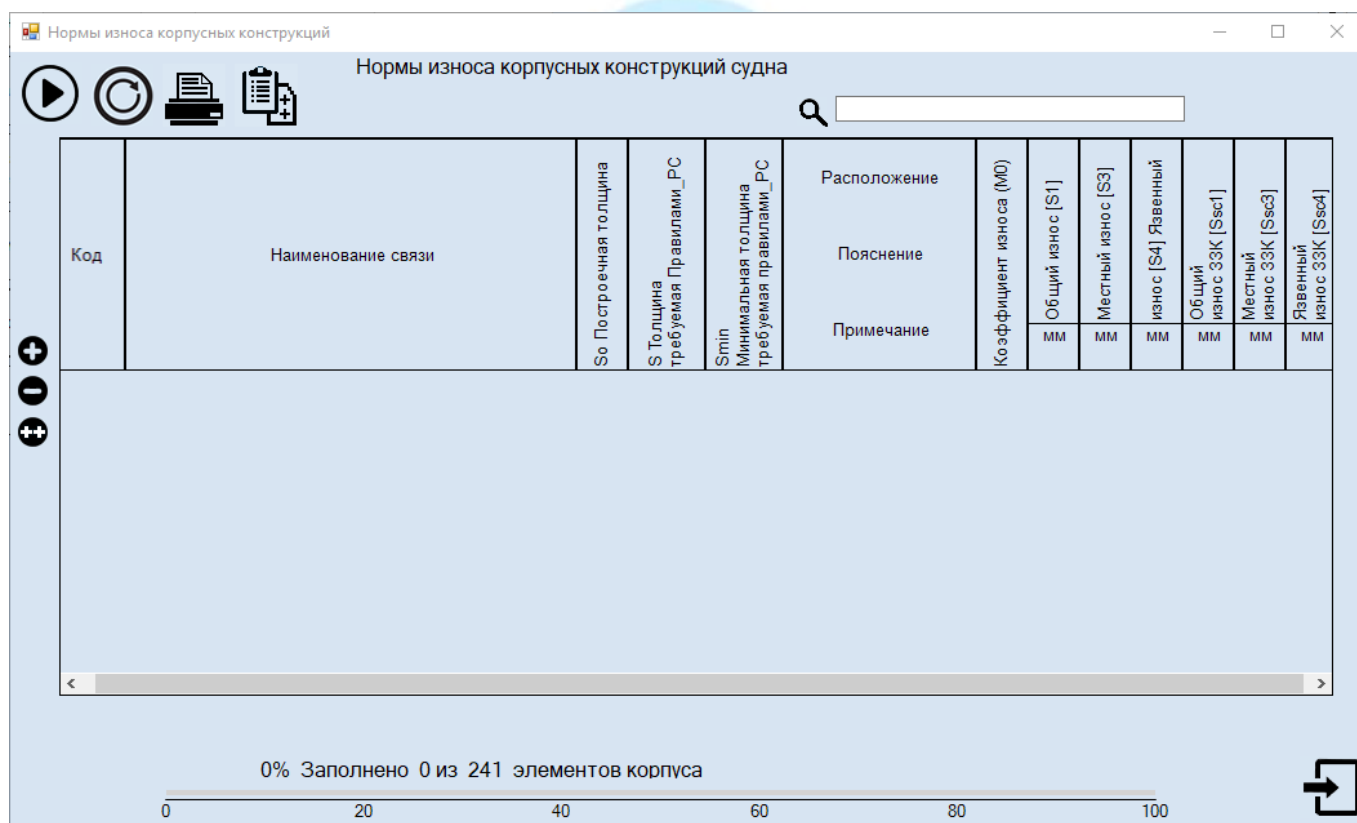 Нормы износа корпусных конструкций
Нормы износа корпусных конструкций судна
Код
Наименование связи
So Построечная толщина
S Толщина
требуемая Правилами_РС
Smin
Минимальная толщина
требуемая правилами_РС
Расположение
Пояснение
Примечание
Коэффициент износа (М0)
Общий износ [S1]
мм
Местный износ [S3]
мм
износ [S4] Язвенный
мм
Общий
износ ЗЗК [Ssc1]
мм
Местный
износ ЗЗК [Ssc3]
мм
Язвенный
износ ЗЗК [Ssc4]
мм
0% Заполнено 0 из 241 элементов корпуса
0 20 40 60 80 100